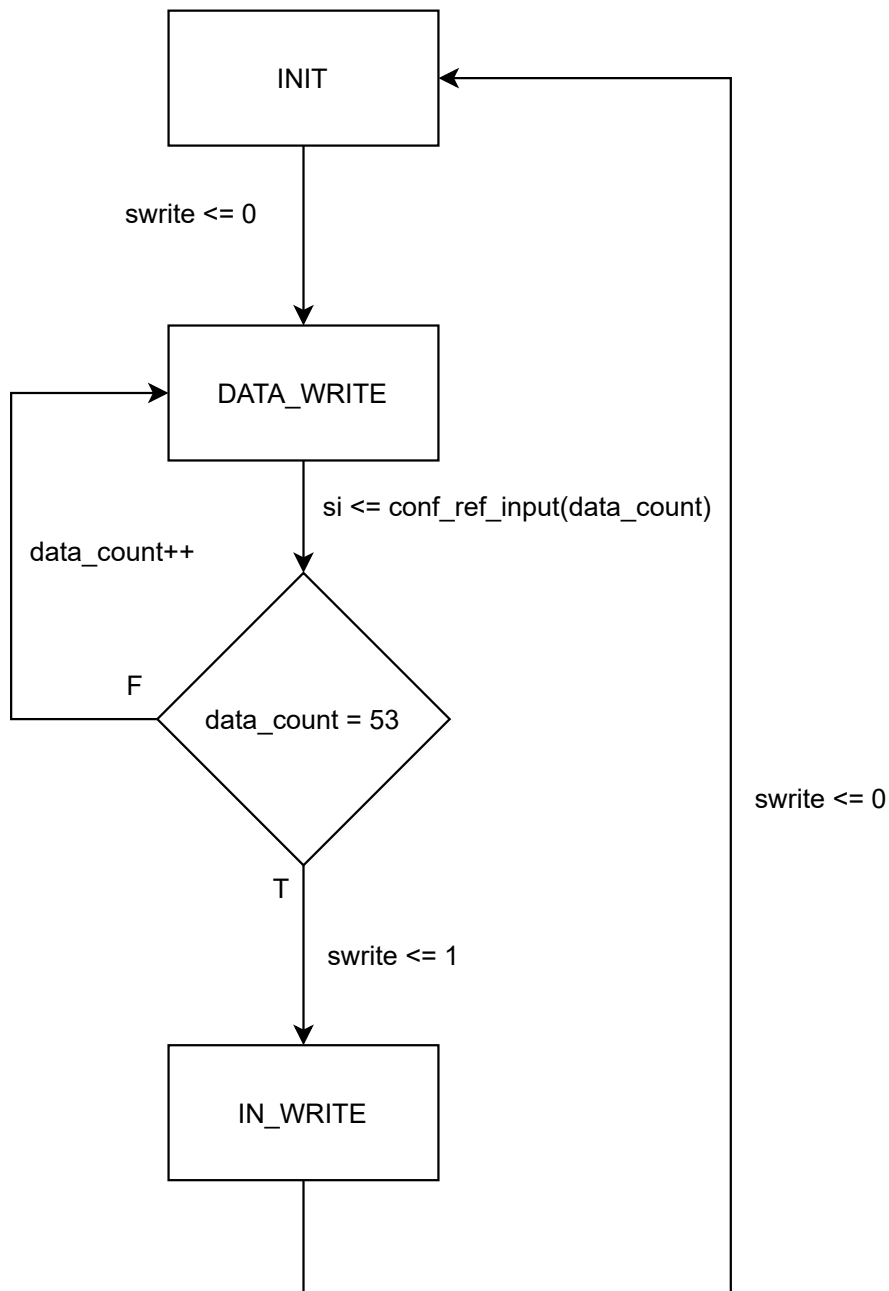 INIT
swrite <= 0
DATA_WRITE
si <= conf_ref_input(data_count)
data_count++
F
data_count = 53
swrite <= 0
T
swrite <= 1
IN_WRITE